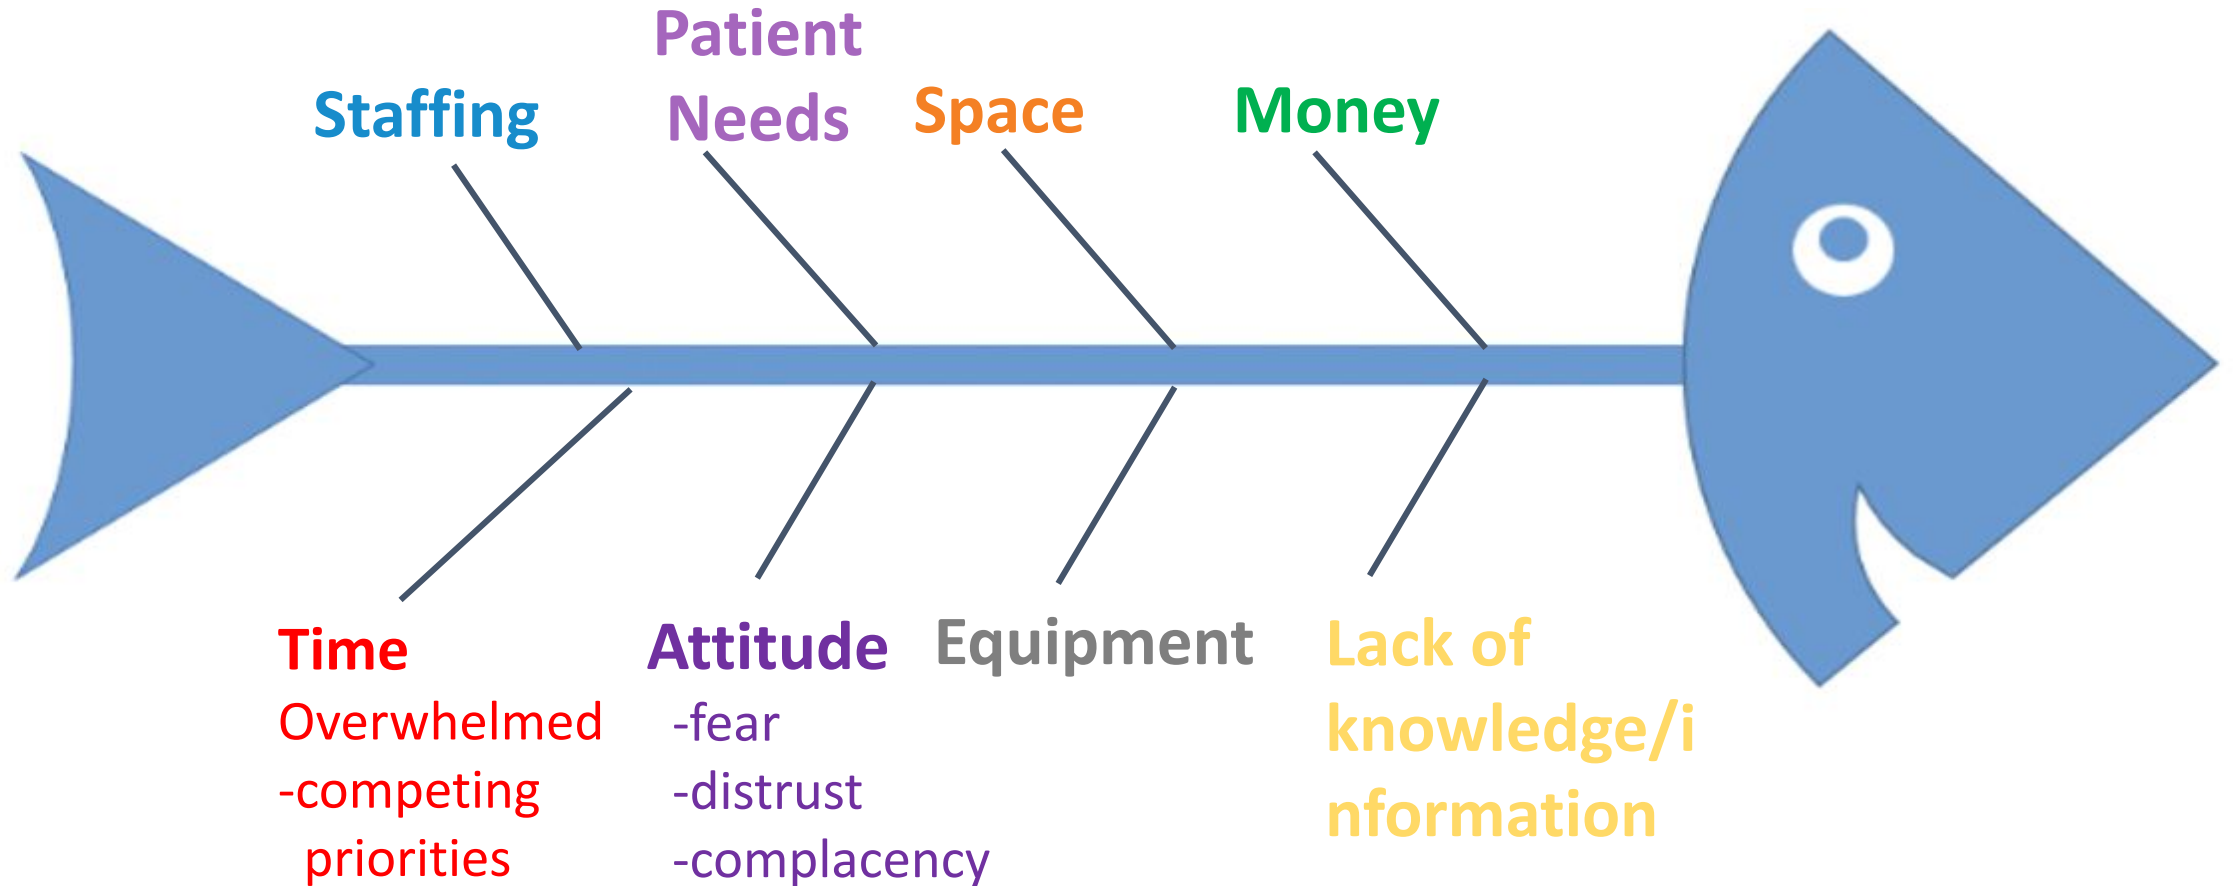 Patient
Needs
Staffing
Space
Money
Time
Overwhelmed
-competing
priorities
Attitude
-fear
-distrust
-complacency
Equipment
Lack of
knowledge/i
nformation